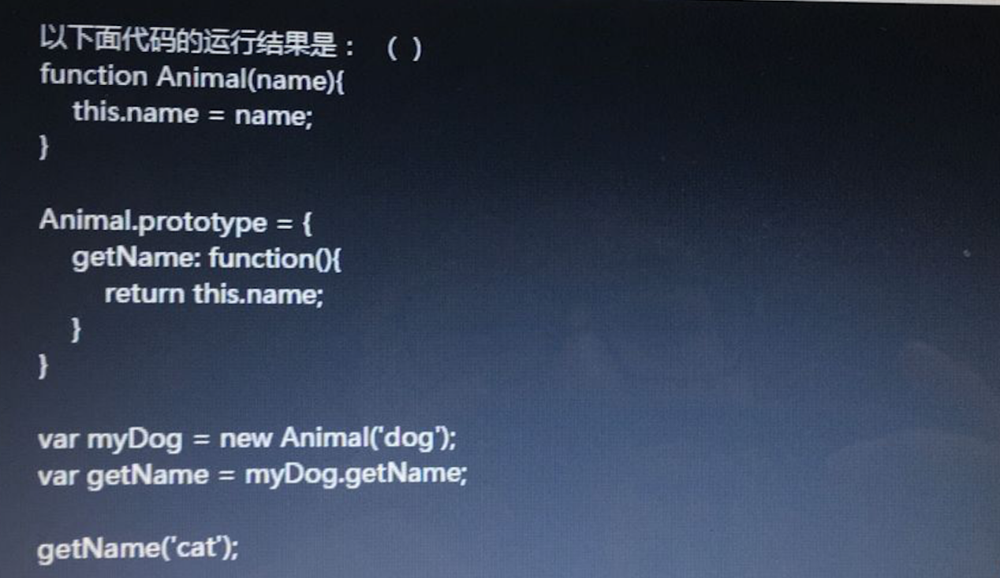 以下面代码的运行结果是： （ ）
function Animal(name){
    this.name = name;
}
Animal.prototype = {
    getName: function(){
        return this.name;
    }
}
var myDog = new Animal('dog');
var getName = myDog.getName;
getName('cat');